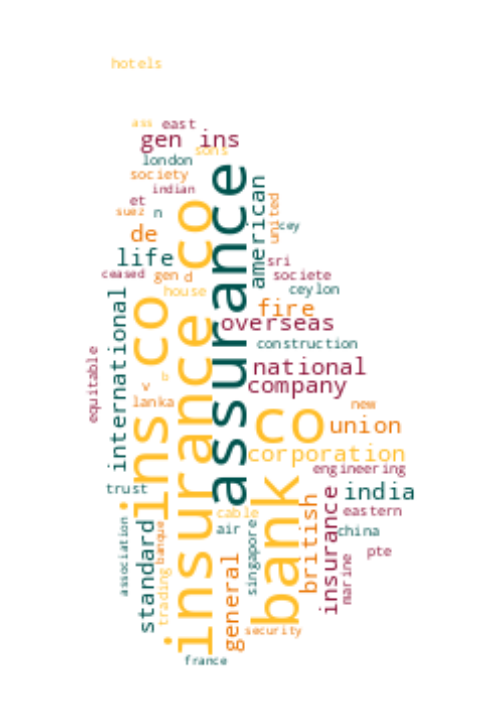 hotels
ass
east
gen ins
sons
london
society
indian
et
suez
n
de
life
ceased
gen
d
house
american
united
cey
sri
societe
ceylon
fire
overseas
construction
national
company
international
equitable
ins co
insurance co
assurance
v
lanka
co
new
union
corporation
engineering
trust
india
eastern
china
pte
cable
air
bank
british
insurance
marine
singapore
association
standard
banque
trading
general
security
france